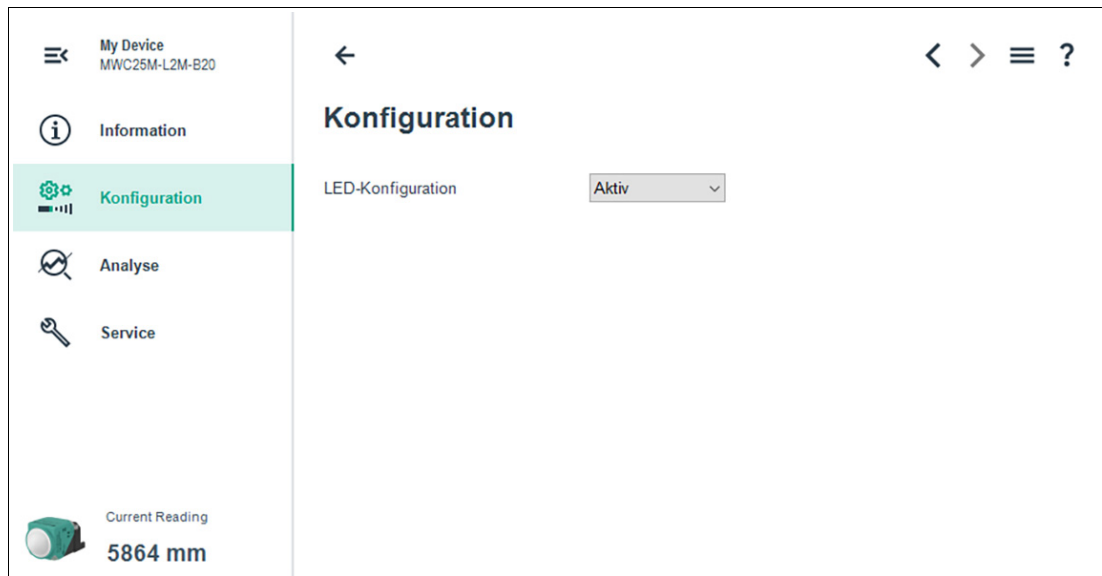 My Device
MWC25M-L2M-B20
Information
Konfiguration
Analyse
Service
Current Reading
5864 mm
?
Konfiguration
LED-Konfiguration
Aktiv